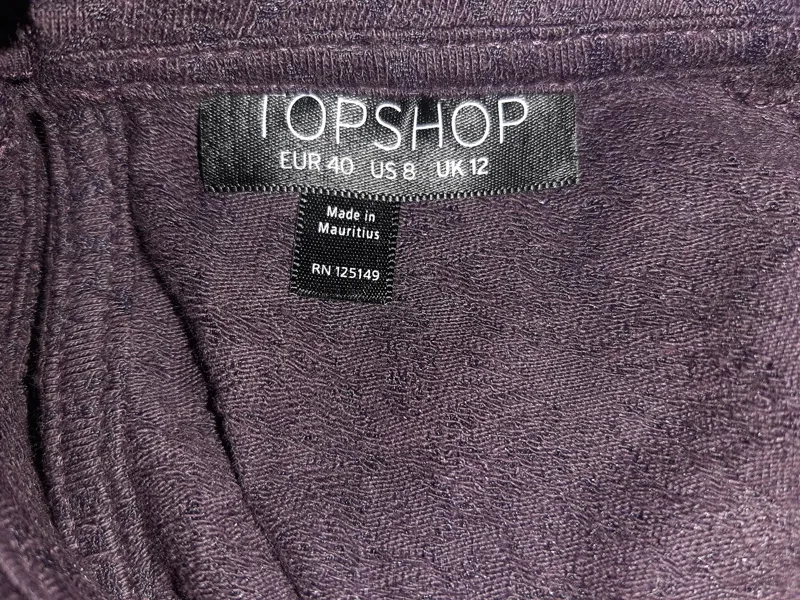 TOPSHOP
EUR 40 US 8 UK 12
Made in
Mauritius
RN 125149